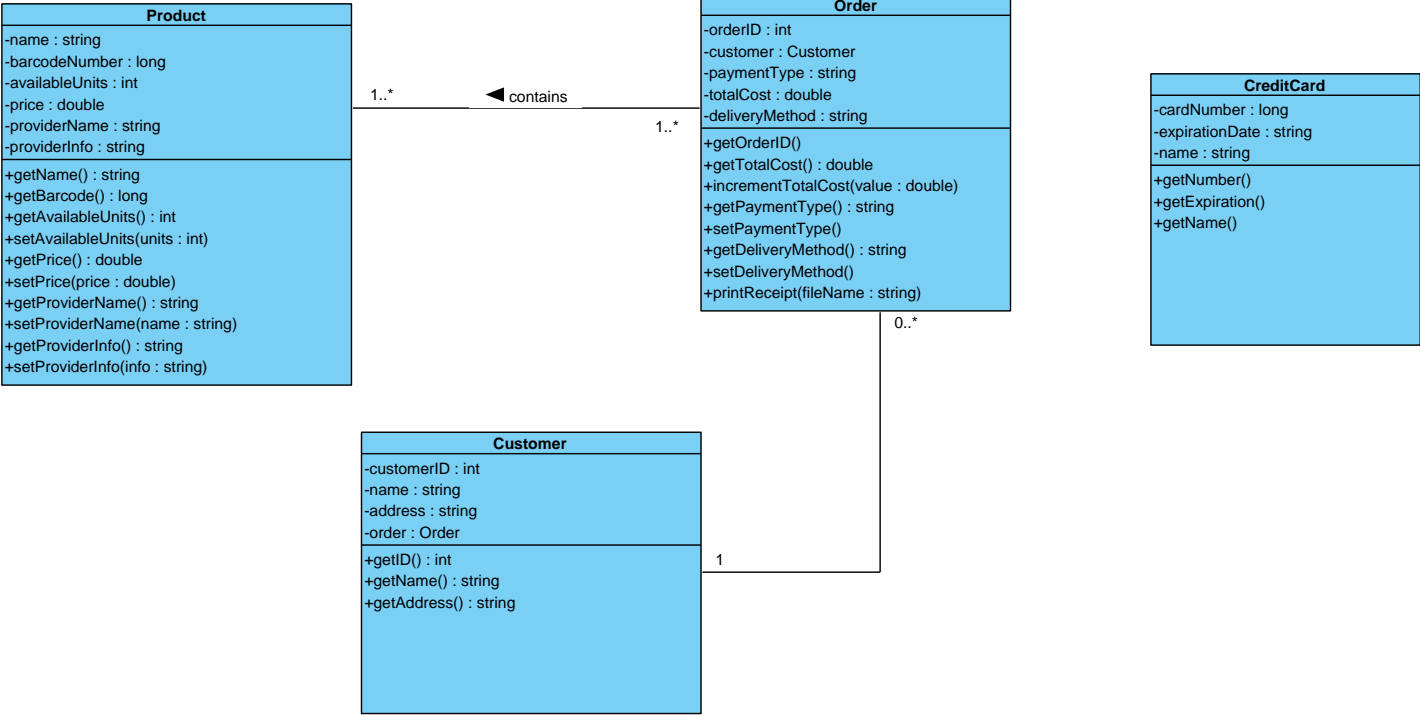 Product
-name : string
-barcodeNumber : long
-availableUnits : int
-price : double
-providerName : string
-providerInfo : string
+getName() : string
+getBarcode() : long
+getAvailableUnits() : int
+setAvailableUnits(units : int)
+getPrice() : double
+setPrice(price : double)
+getProviderName() : string
+setProviderName(name : string)
+getProviderInfo() : string
+setProviderInfo(info : string)
1..*
contains
1..*
Order
-orderID : int
-customer : Customer
-paymentType : string
-totalCost : double
-deliveryMethod : string
+getOrderID()
+getTotalCost() : double
+incrementTotalCost(value : double)
+getPaymentType() : string
+setPaymentType()
+getDeliveryMethod() : string
+setDeliveryMethod()
+printReceipt(fileName : string)
0..*
CreditCard
-cardNumber : long
-expirationDate : string
-name : string
+getNumber()
+getExpiration()
+getName()
Customer
-customerID : int
-name : string
-address : string
-order : Order
+getID() : int
+getName() : string
+getAddress() : string
1